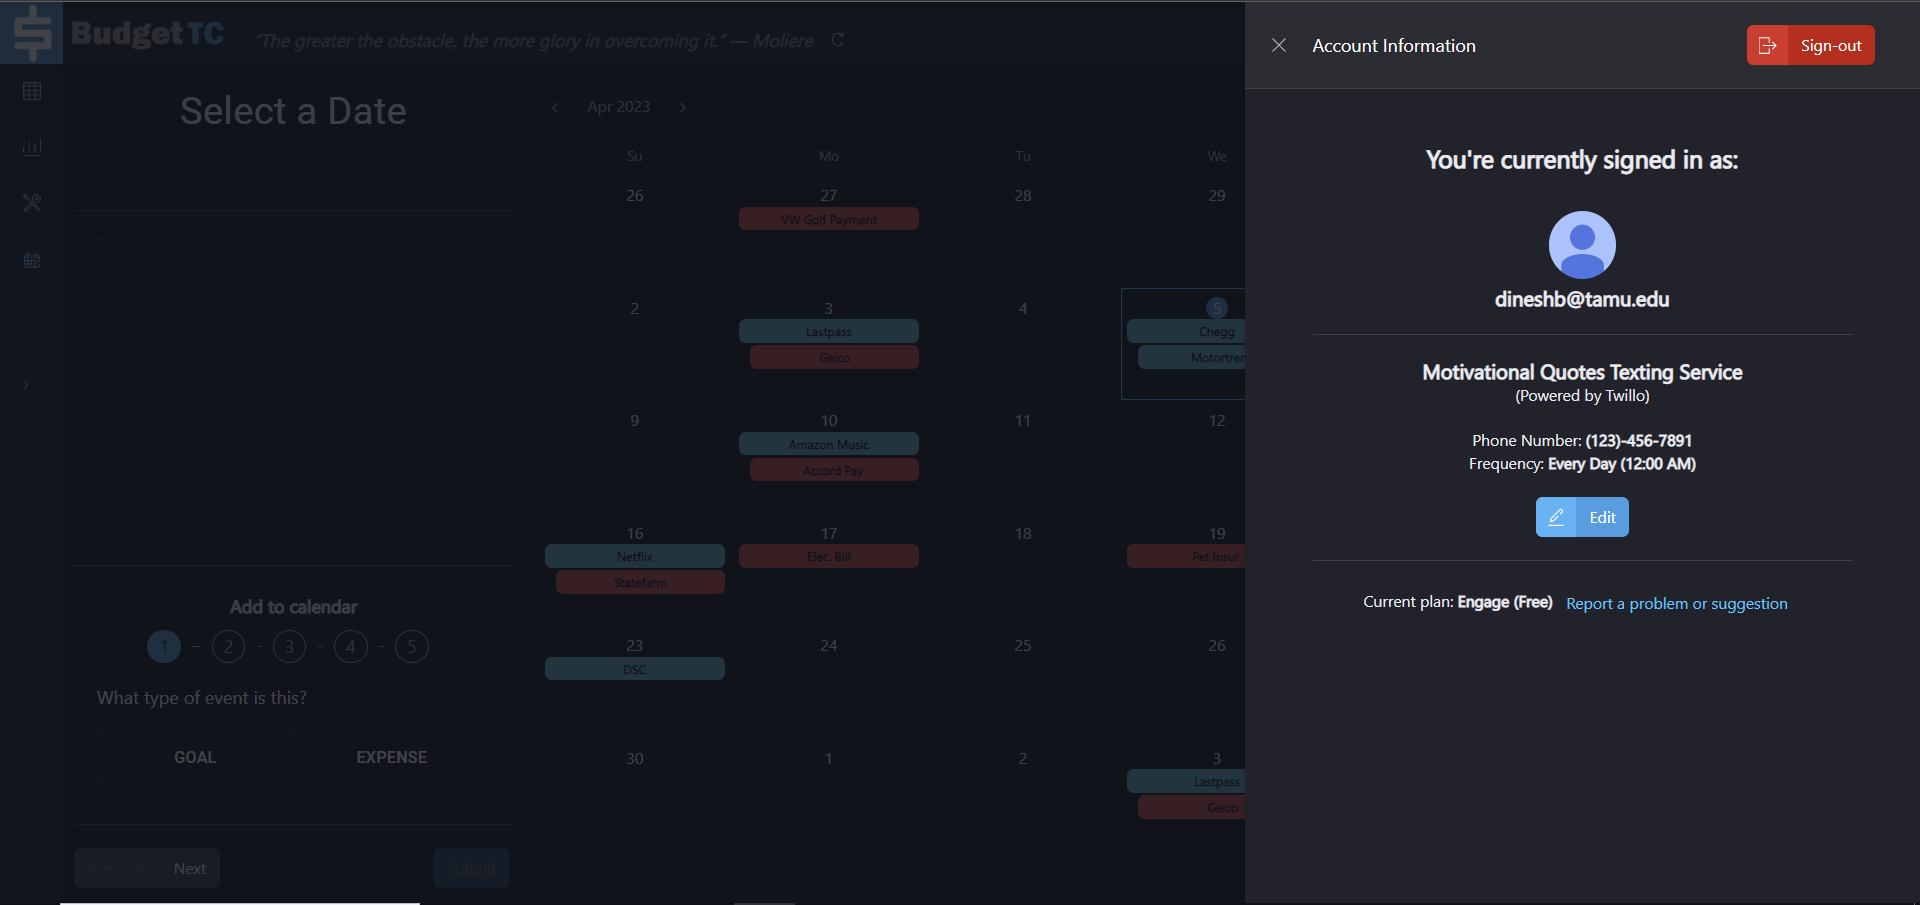 Budget TC
“The greater the obstacle, the more glory in overcoming it.” — Moliere
Select a Date
Add to calendar
1 - 2 - 3 - 4 - 5
What type of event is this?
GOAL EXPENSE
Previous Next Submit
Apr 2023
Su Mo Tu We
26 27 28 29
VW Golf Payment
2 3 4 5
Lastpass Chegg
Geico Motortren
9 10 11 12
Amazon Music
Accord Pay.
16 17 18 19
Netflix Elec. Bill Pet Insur.
Statefarm
23 24 25 26
DSC
30 1 2 3
Lastpass
Geico
Account Information
Sign-out
You're currently signed in as:
dineshb@tamu.edu
Motivational Quotes Texting Service
(Powered by Twillo)
Phone Number: (123)-456-7891
Frequency: Every Day (12:00 AM)
Edit
Current plan: Engage (Free) Report a problem or suggestion